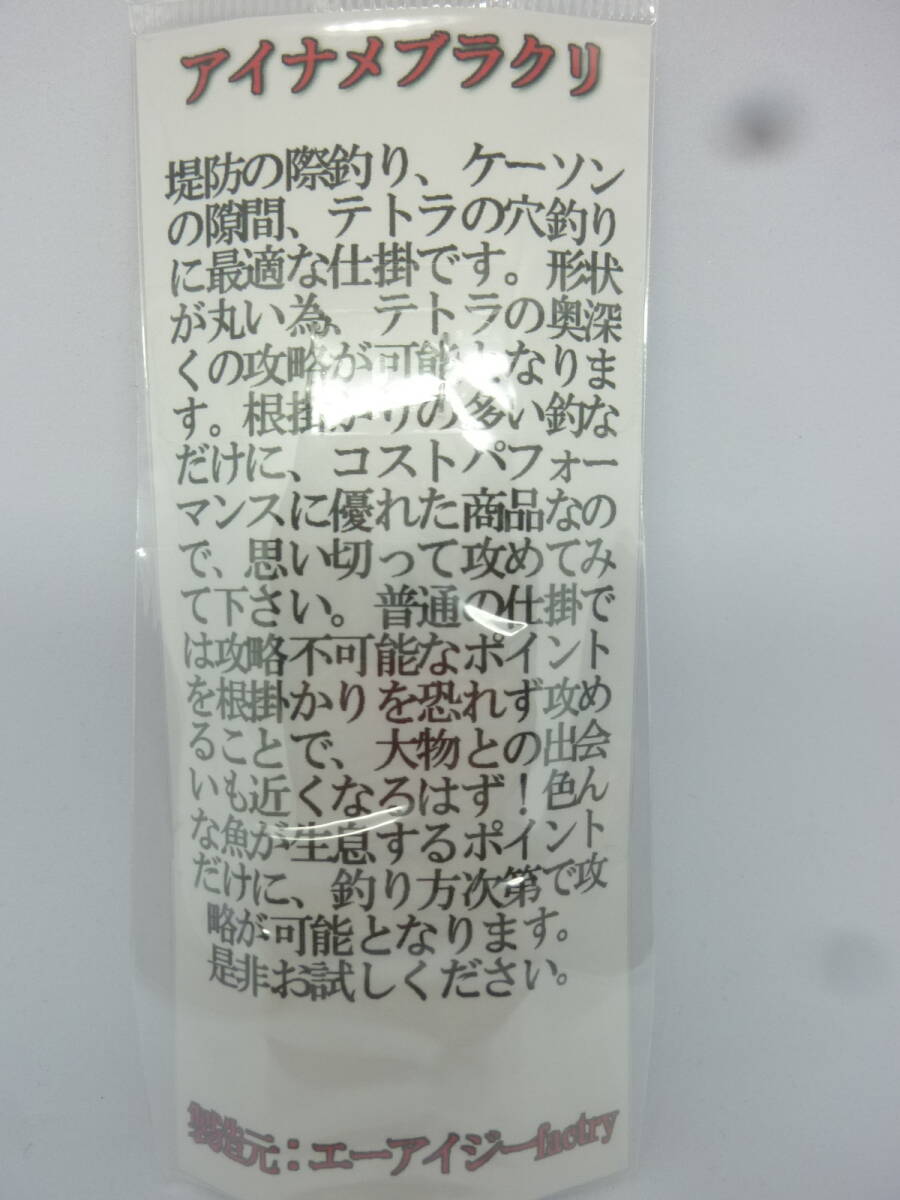 アイナメブラクリ
堤防の際釣り、ケーソン
の隙間、テトラの穴釣り
に最適な仕掛です。形状
が丸い為、テトラの奥深
くの攻略が可能となりま
す。根掛かりの多い釣な
だけに、コストパフォー
マンスに優れた商品なの
で、思い切って攻めてみ
て下さい。普通の仕掛で
は攻略不可能なポイント
を根掛かりを恐れず攻め
ることで、大物との出会
いも近くなるはず！色ん
な魚が生息するポイント
だけに、釣り方次第で攻
略が可能となります。
是非お試しください。
製造元：エーアイジーfactry